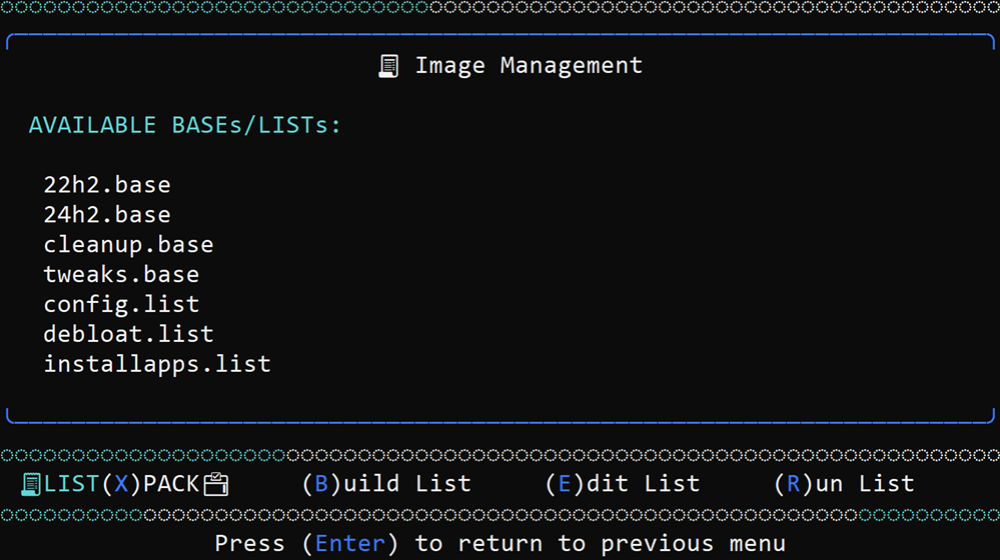 Image Management
AVAILABLE BASEs/LISTs:
22h2.base
24h2.base
cleanup.base
tweaks.base
config.list
debloat.list
installapps.list
LIST(X)PACK (B)uild List (E)dit List (R)un List
Press (Enter) to return to previous menu